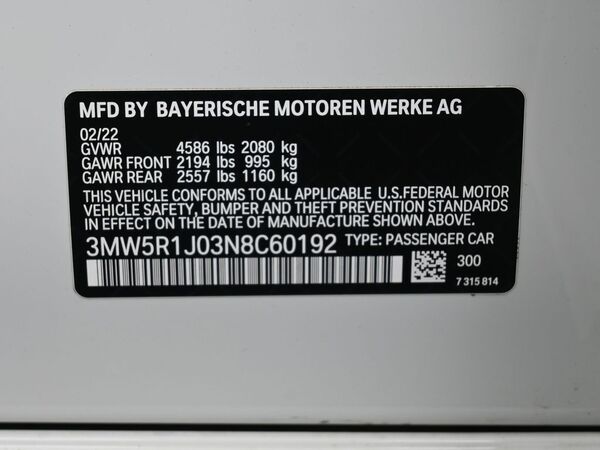 MFD BY BAYERISCHE MOTOREN WERKE AG
02/22
GVWR 4586 lbs 2080 kg
GAWR FRONT 2194 lbs 995 kg
GAWR REAR 2557 lbs 1160 kg
THIS VEHICLE CONFORMS TO ALL APPLICABLE U.S.FEDERAL MOTOR
VEHICLE SAFETY, BUMPER AND THEFT PREVENTION STANDARDS
IN EFFECT ON THE DATE OF MANUFACTURE SHOWN ABOVE.
3MW5R1J03N8C60192 TYPE: PASSENGER CAR
300
7 315 814